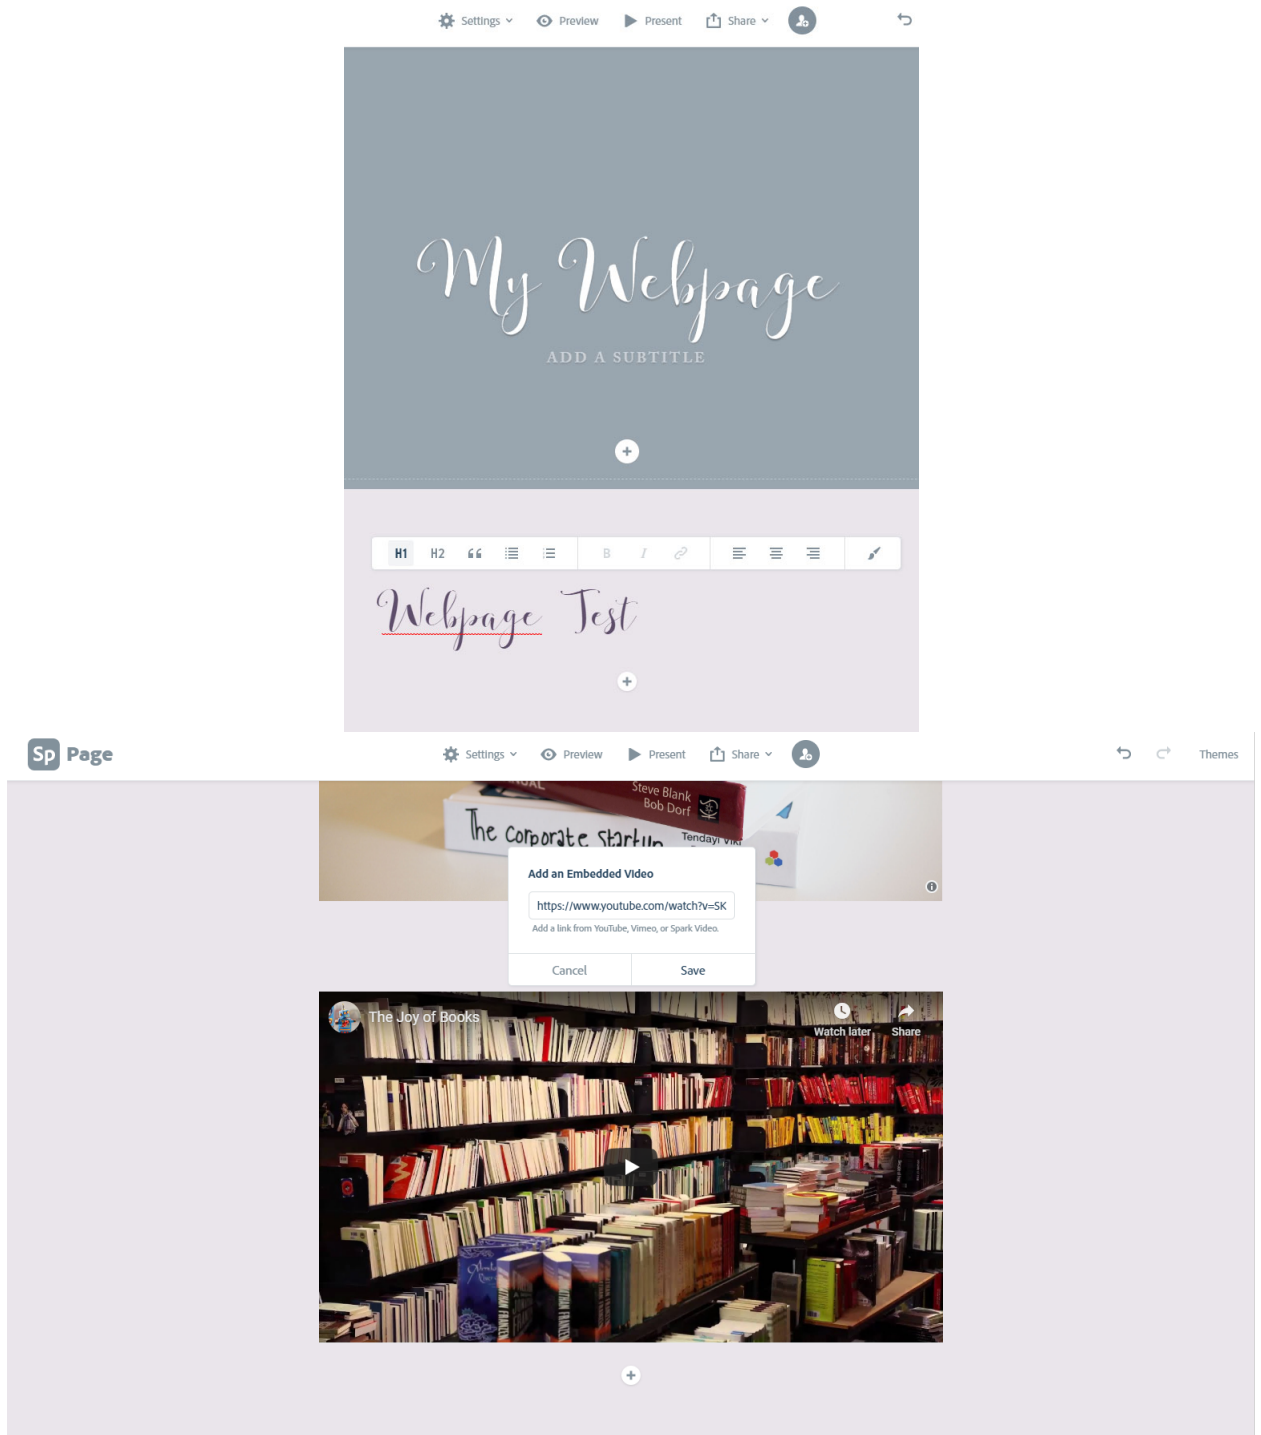 Settings Preview Present Share
My Webpage
ADD A SUBTITLE
H1 H2 B I
Webpage Test
Sp Page Settings Preview Present Share Themes
Steve Blank
Bob Dorf
The Corporate Startup
Tendayi Viki
Add an Embedded Video
https://www.youtube.com/watch?v=SK
Add a link from YouTube, Vimeo, or Spark Video.
Cancel Save
The Joy of Books
Watch later Share